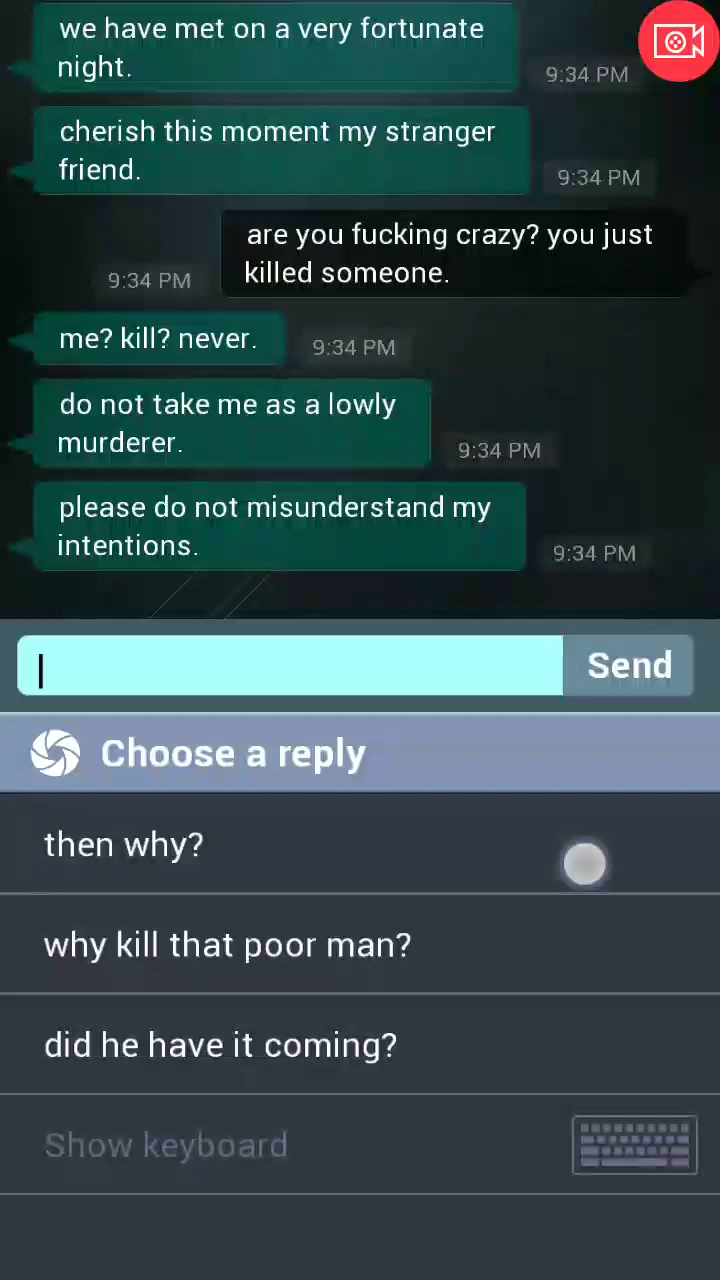 we have met on a very fortunate
night.
9:34 PM
cherish this moment my stranger
friend.
9:34 PM
are you fucking crazy? you just
killed someone.
9:34 PM
me? kill? never.
9:34 PM
do not take me as a lowly
murderer.
9:34 PM
please do not misunderstand my
intentions.
9:34 PM
Send
Choose a reply
then why?
why kill that poor man?
did he have it coming?
Show keyboard